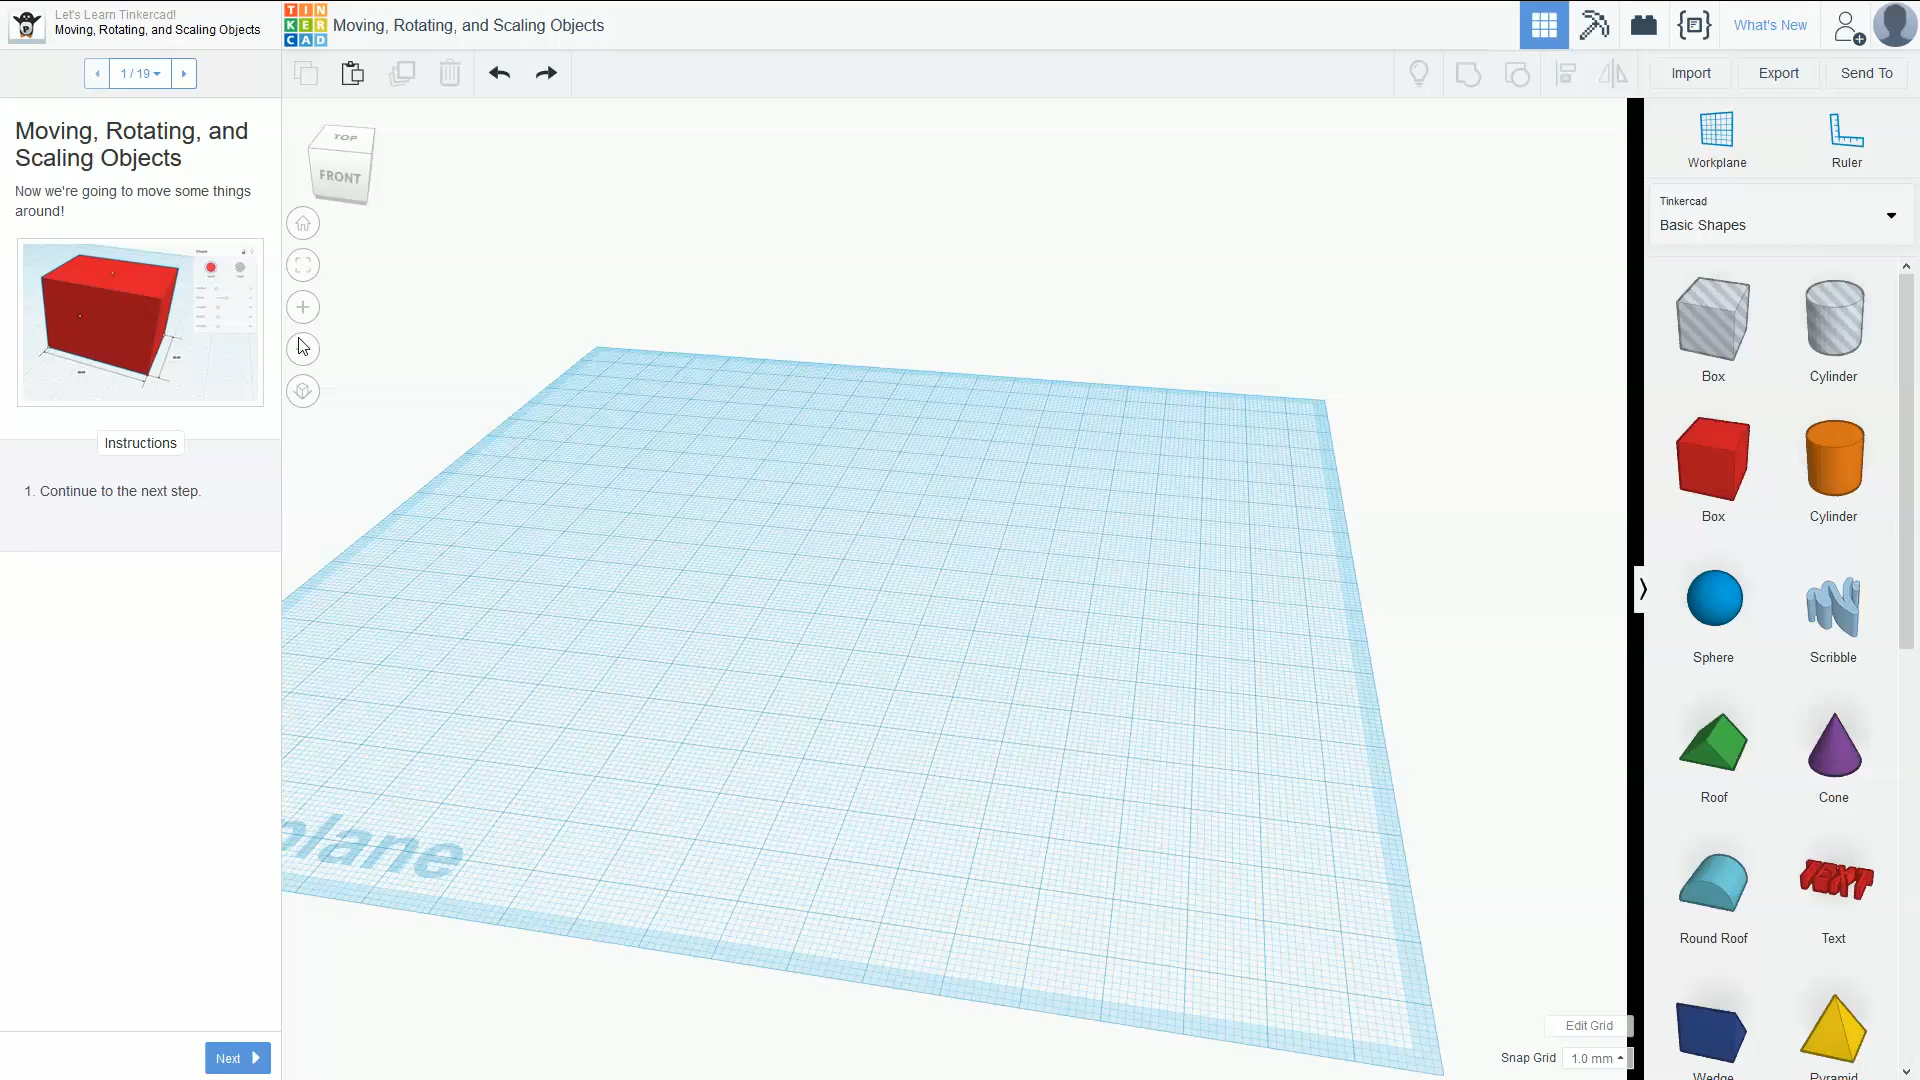 Let's Learn Tinkercad!
Moving, Rotating, and Scaling Objects
TIN
KER
CAD
Moving, Rotating, and Scaling Objects
What's New
1 / 19
Import
Export
Send To
Moving, Rotating, and
Scaling Objects
Now we're going to move some things
around!
Instructions
1. Continue to the next step.
Next
TOP
FRONT
plane
Edit Grid
Snap Grid
1.0 mm
Workplane
Ruler
Tinkercad
Basic Shapes
Box
Cylinder
Box
Cylinder
Sphere
Scribble
Roof
Cone
TEXT
Round Roof
Text
Wedge
Pyramid